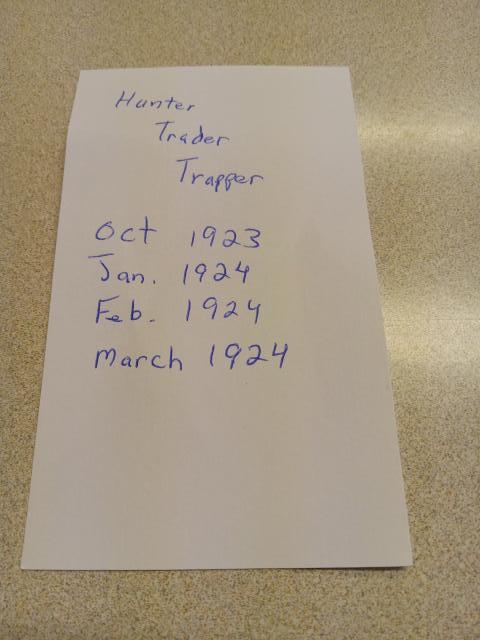 Hunter
Trader
Trapper
Oct 1923
Jan. 1924
Feb. 1924
March 1924